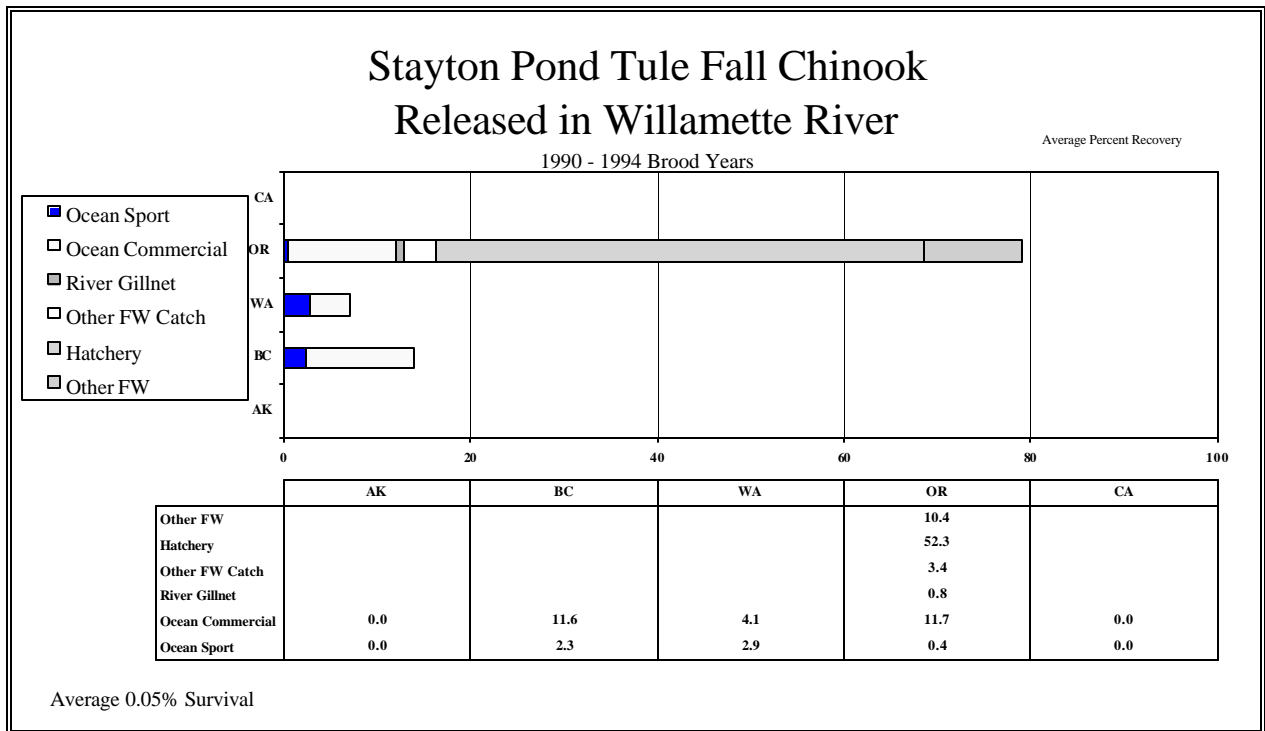 Stayton Pond Tule Fall Chinook
Released in Willamette River
Average Percent Recovery
1990 - 1994 Brood Years
Ocean Sport
Ocean Commercial
River Gillnet
Other FW Catch
Hatchery
Other FW
CA
OR
WA
BC
AK
0 20 40 60 80 100
AK BC WA OR CA
Other FW 10.4
Hatchery 52.3
Other FW Catch 3.4
River Gillnet 0.8
Ocean Commercial 0.0 11.6 4.1 11.7 0.0
Ocean Sport 0.0 2.3 2.9 0.4 0.0
Average 0.05% Survival